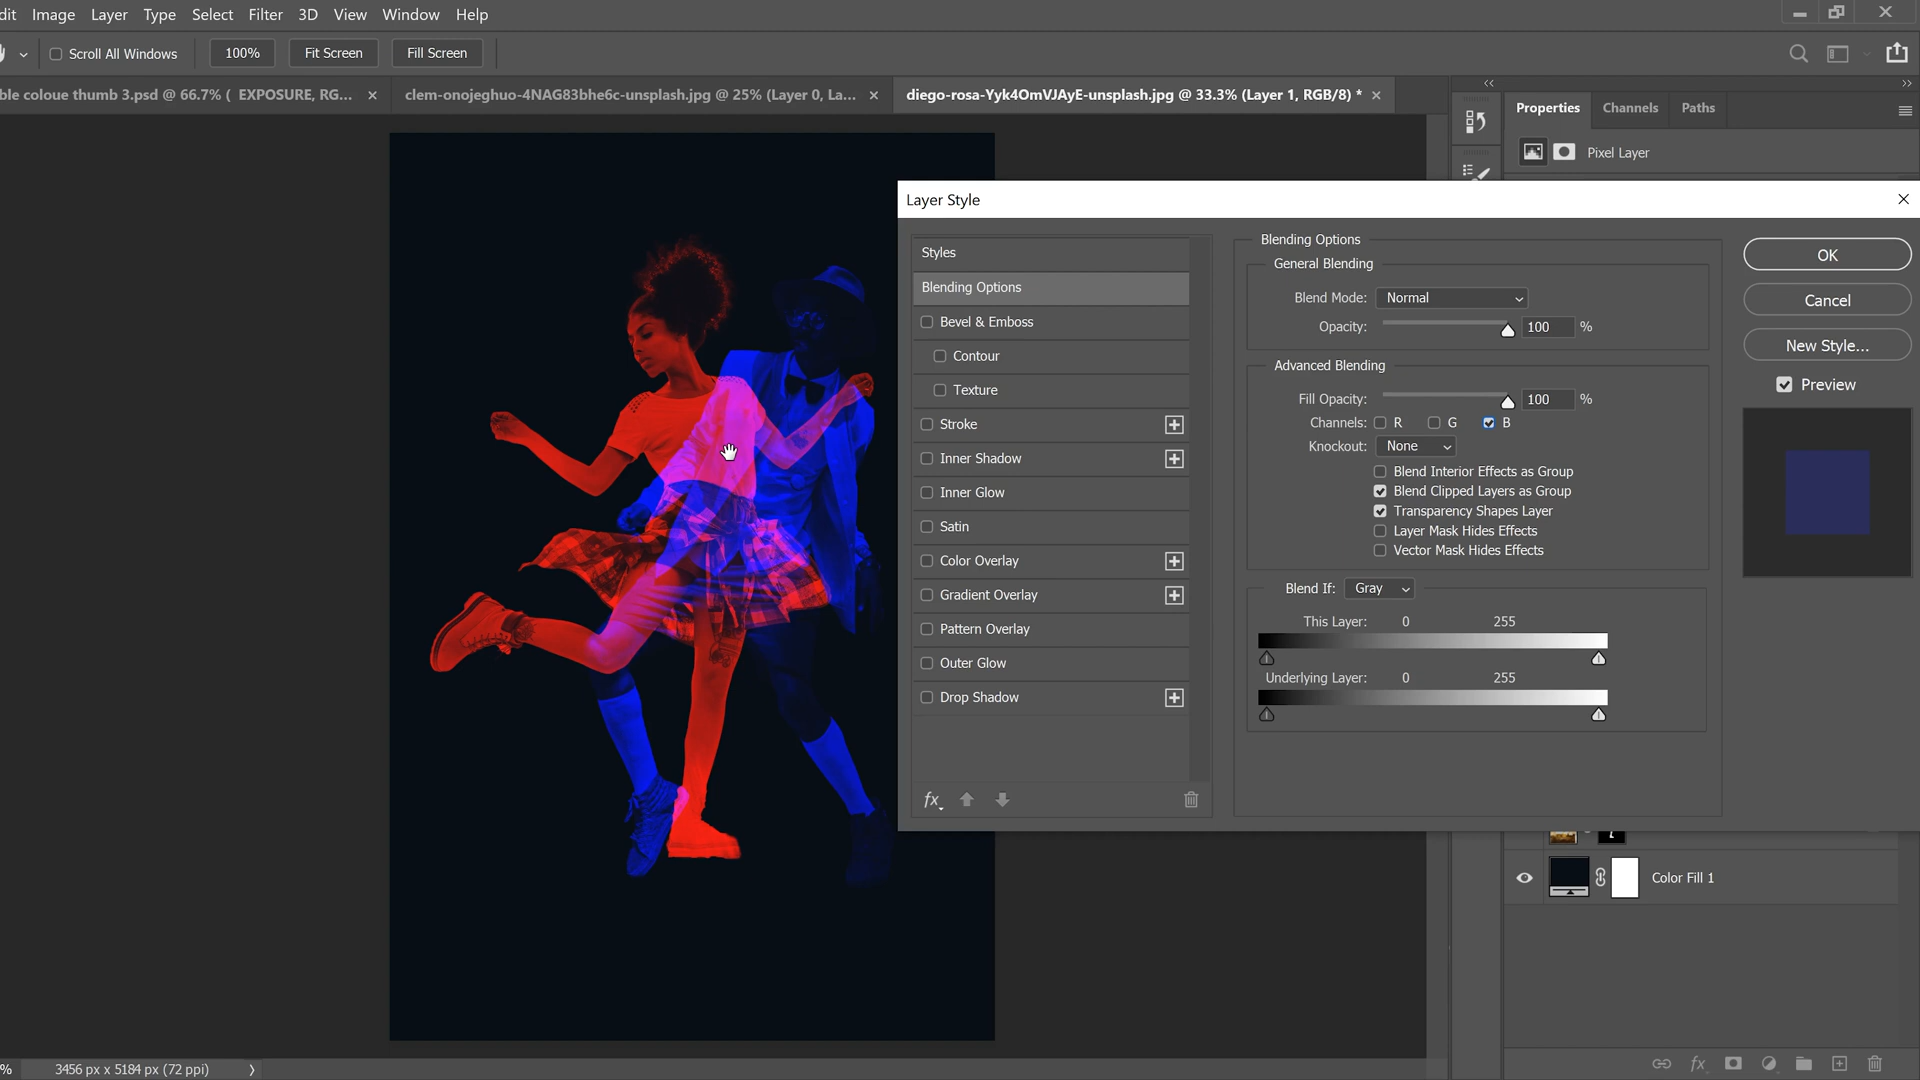 dit Image Layer Type Select Filter 3D View Window Help
Scroll All Windows 100% Fit Screen Fill Screen
ble coloue thumb 3.psd @ 66.7% ( EXPOSURE, RG... × clem-onojeghuo-4NAG83bhe6c-unsplash.jpg @ 25% (Layer 0, La... × diego-rosa-Yyk4OmVJAyE-unsplash.jpg @ 33.3% (Layer 1, RGB/8) * ×
Properties Channels Paths
Pixel Layer
Layer Style
Styles
Blending Options
Bevel & Emboss
Contour
Texture
Stroke
Inner Shadow
Inner Glow
Satin
Color Overlay
Gradient Overlay
Pattern Overlay
Outer Glow
Drop Shadow
fx
Blending Options
General Blending
Blend Mode: Normal
Opacity: 100 %
Advanced Blending
Fill Opacity: 100 %
Channels: R G B
Knockout: None
Blend Interior Effects as Group
Blend Clipped Layers as Group
Transparency Shapes Layer
Layer Mask Hides Effects
Vector Mask Hides Effects
Blend If: Gray
This Layer: 0 255
Underlying Layer: 0 255
OK
Cancel
New Style...
Preview
Color Fill 1
fx
% 3456 px x 5184 px (72 ppi)